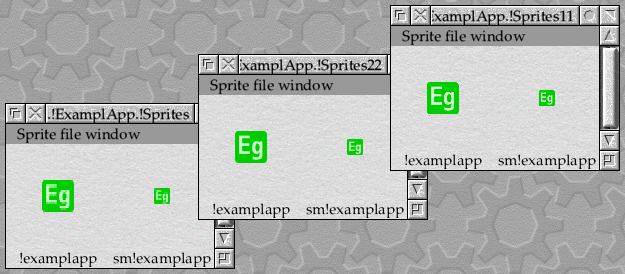 .!ExamplApp.!Sprites
Sprite file window
Eg
Eg
!examplapp sm!examplapp
:xamplApp.!Sprites22
Sprite file window
Eg
Eg
!examplapp sm!examplapp
:xamplApp.!Sprites11
Sprite file window
Eg
Eg
!examplapp sm!examplapp